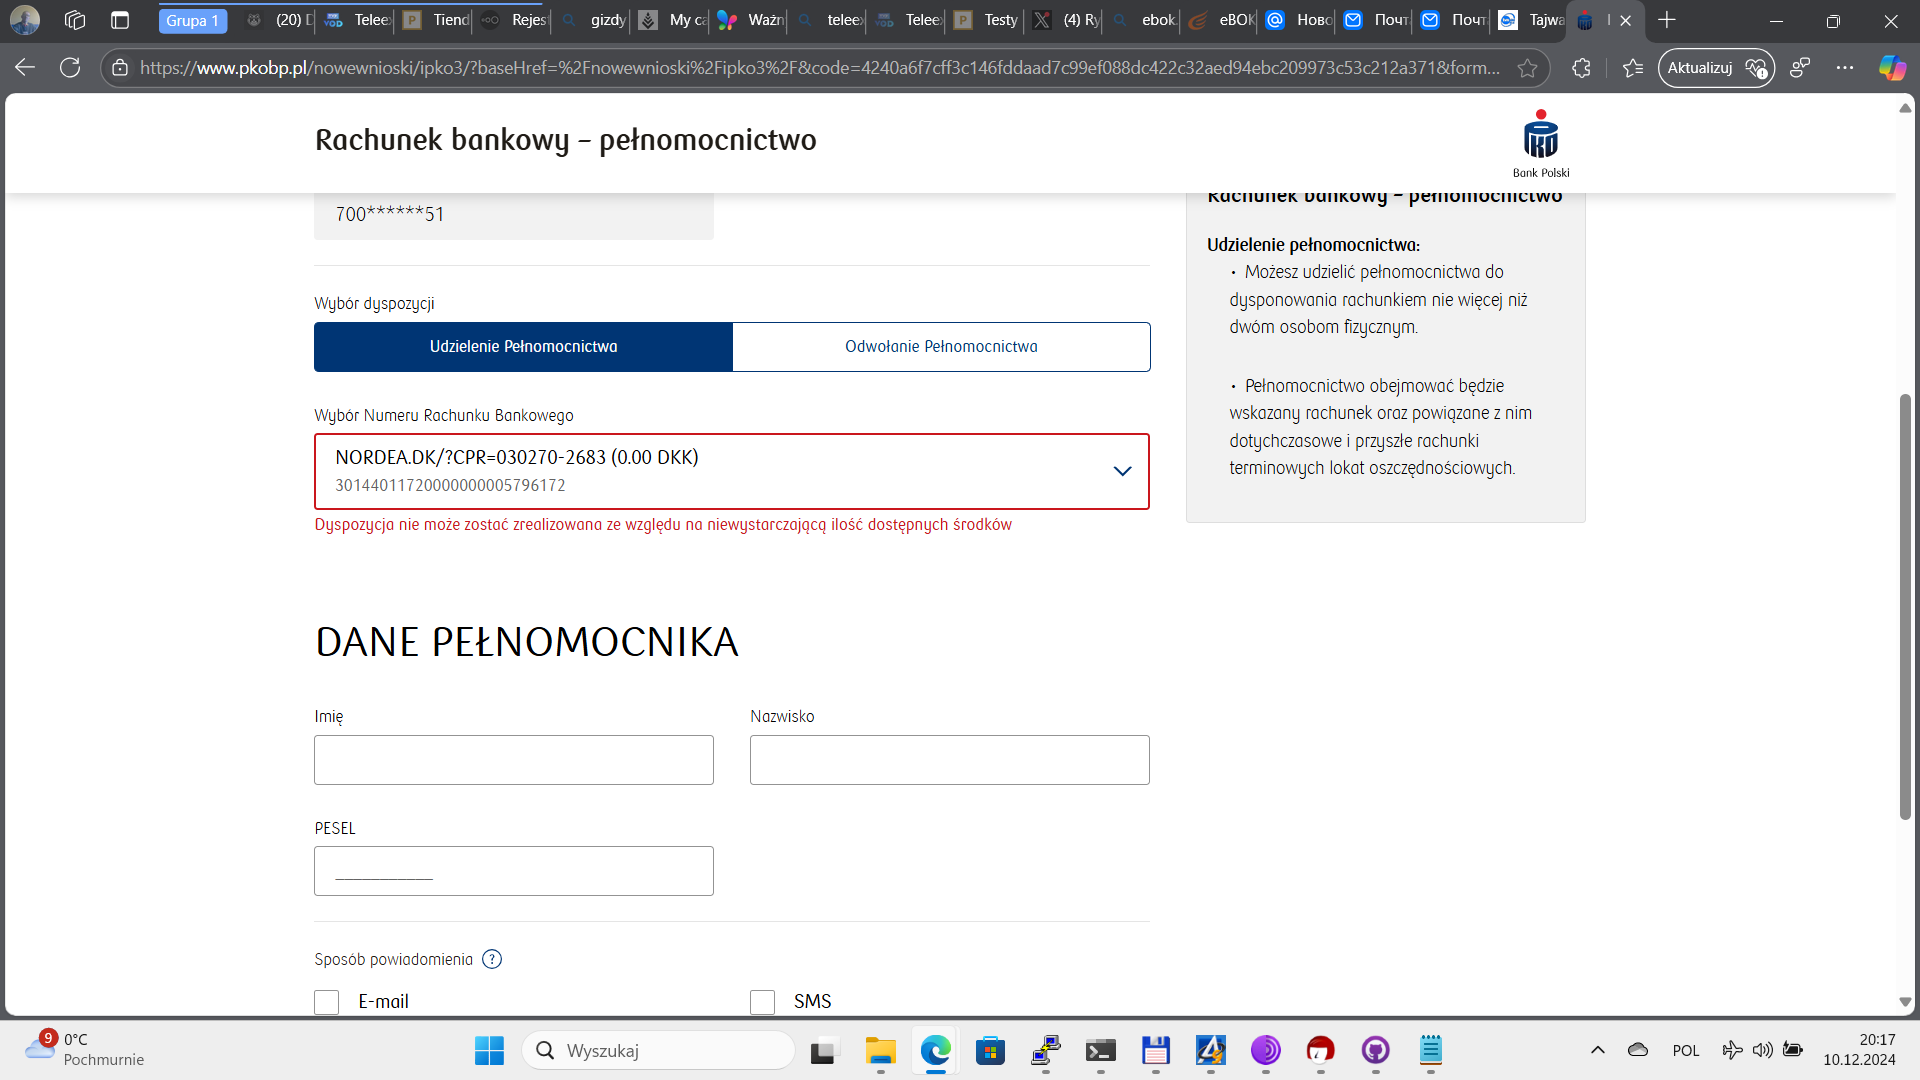 Grupa 1
(20)
Teleex
Tiend
Rejest
gizdy
My ca
Ważn
teleex
Teleex
Testy
(4) Ry
ebok.
eBOK
Ново
Почт
Почт
Tajwa
https://www.pkobp.pl/nowewnioski/ipko3/?baseHref=%2Fnowewnioski%2Fipko3%2F&code=4240a6f7cff3c146fddaad7c99ef088dc422c32aed94ebc209973c53c212a371&form...
Aktualizuj
Rachunek bankowy – pełnomocnictwo
Bank Polski
700******51
Wybór dyspozycji
Udzielenie Pełnomocnictwa
Odwołanie Pełnomocnictwa
Wybór Numeru Rachunku Bankowego
NORDEA.DK/?CPR=030270-2683 (0.00 DKK)
30144011720000000005796172
Dyspozycja nie może zostać zrealizowana ze względu na niewystarczającą ilość dostępnych środków
Rachunek bankowy – pełnomocnictwo
Udzielenie pełnomocnictwa:
• Możesz udzielić pełnomocnictwa do
dysponowania rachunkiem nie więcej niż
dwóm osobom fizycznym.
• Pełnomocnictwo obejmować będzie
wskazany rachunek oraz powiązane z nim
dotychczasowe i przyszłe rachunki
terminowych lokat oszczędnościowych.
DANE PEŁNOMOCNIKA
Imię
Nazwisko
PESEL
___________
Sposób powiadomienia ?
E-mail
SMS
9
0°C
Pochmurnie
Wyszukaj
POL
20:17
10.12.2024